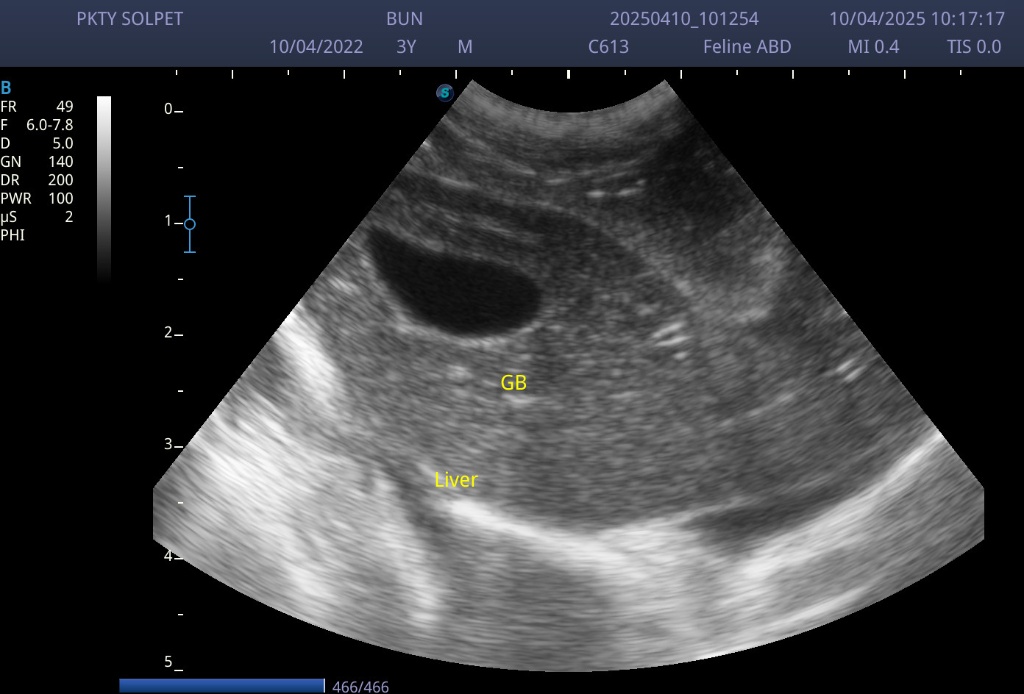 PKTY SOLPET BUN 20250410_101254 10/04/2025 10:17:17
10/04/2022 3Y M C613 Feline ABD MI 0.4 TIS 0.0
B
FR 49
F 6.0-7.8
D 5.0
GN 140
DR 200
PWR 100
µS 2
PHI
S
0
1
2
GB
3
Liver
4
5
466/466